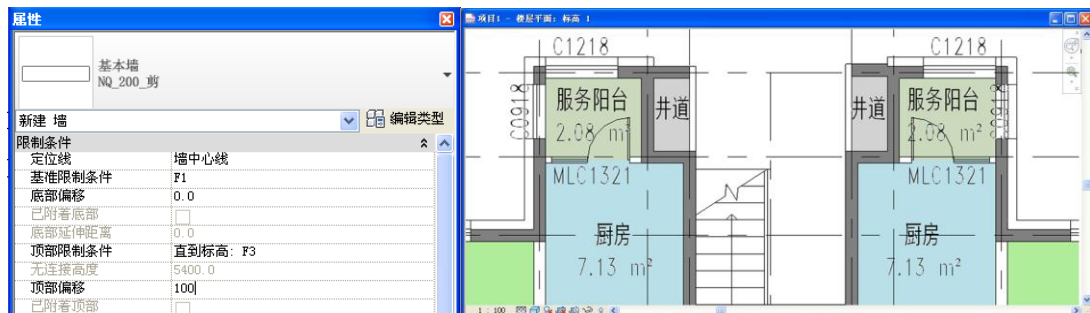 属性
基本墙
NQ_200_剪
新建 墙
编辑类型
限制条件
定位线 墙中心线
基准限制条件 F1
底部偏移 0.0
已附着底部
底部延伸距离 0.0
顶部限制条件 直到标高: F3
无连接高度 5400.0
顶部偏移 100
已附着顶部
项目1 - 楼层平面: 标高 1
C1218
C1218
C0918
服务阳台
2.08 m²
井道
MLC1321
厨房
7.13 m²
井道
服务阳台
2.08 m²
C0918
MLC1321
厨房
7.13 m²
1 : 100